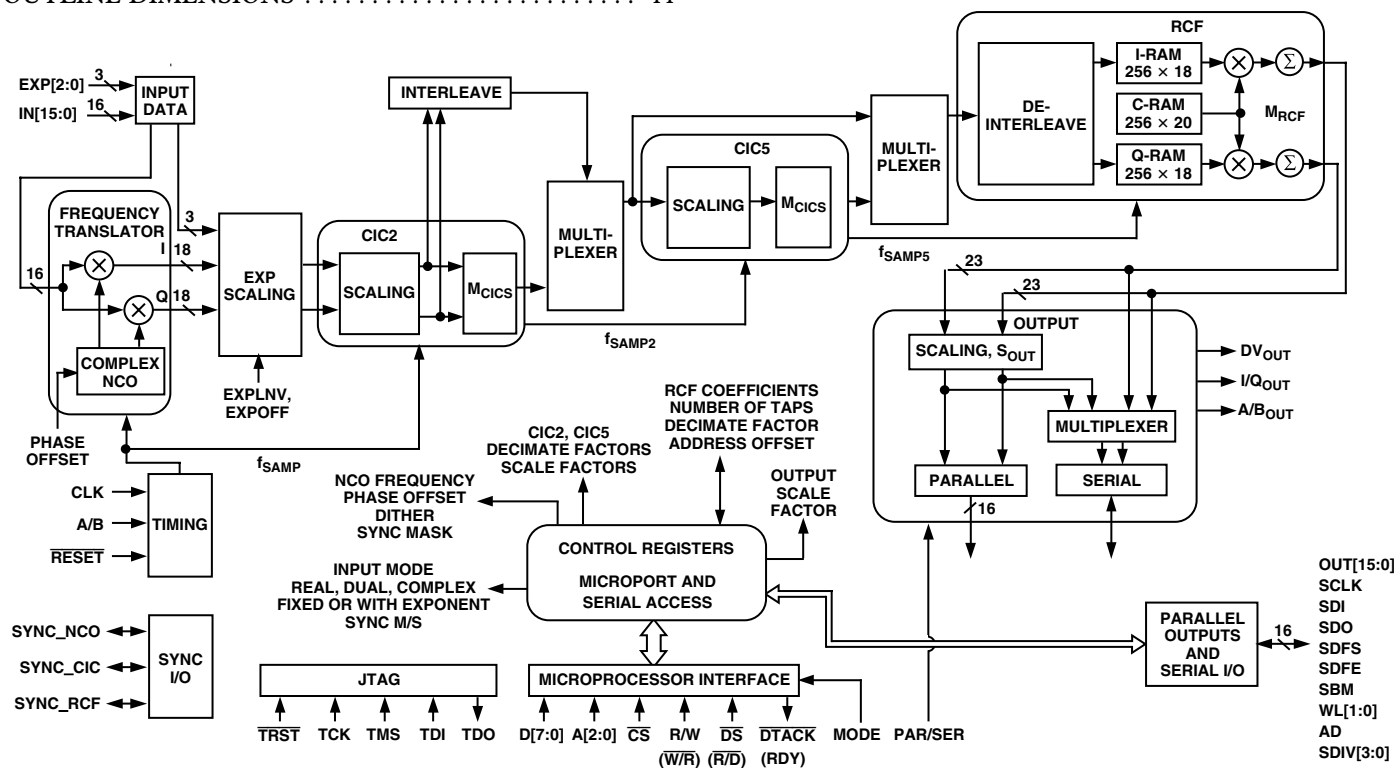 OUTLINE DIMENSIONS . . . . . . . . . . . . . . . . . . . . . . . . . . .
EXP[2:0]
3
IN[15:0]
16
INPUT
DATA
FREQUENCY
TRANSLATOR
I
Q
16
COMPLEX
NCO
PHASE
OFFSET
3
18
18
EXP
SCALING
EXPLNV,
EXPOFF
CIC2
SCALING
MCICS
INTERLEAVE
MULTI-
PLEXER
CIC5
SCALING
MCICS
MULTI-
PLEXER
RCF
DE-
INTERLEAVE
I-RAM
256 × 18
C-RAM
256 × 20
Q-RAM
256 × 18
×
×
×
×
Σ
Σ
MRCF
fSAMP
fSAMP2
fSAMP5
23
23
OUTPUT
SCALING, SOUT
MULTIPLEXER
PARALLEL
SERIAL
16
DVOUT
I/QOUT
A/BOUT
CLK
A/B
RESET
TIMING
SYNC_NCO
SYNC_CIC
SYNC_RCF
SYNC
I/O
NCO FREQUENCY
PHASE OFFSET
DITHER
SYNC MASK
CIC2, CIC5
DECIMATE FACTORS
SCALE FACTORS
RCF COEFFICIENTS
NUMBER OF TAPS
DECIMATE FACTOR
ADDRESS OFFSET
OUTPUT
SCALE
FACTOR
INPUT MODE
REAL, DUAL, COMPLEX
FIXED OR WITH EXPONENT
SYNC M/S
CONTROL REGISTERS
MICROPORT AND
SERIAL ACCESS
JTAG
TRST
TCK
TMS
TDI
TDO
MICROPROCESSOR INTERFACE
D[7:0]
A[2:0]
CS
R/W
(W/R)
DS
(R/D)
DTACK
(RDY)
MODE
PAR/SER
PARALLEL
OUTPUTS
AND
SERIAL I/O
16
OUT[15:0]
SCLK
SDI
SDO
SDFS
SDFE
SBM
WL[1:0]
AD
SDIV[3:0]